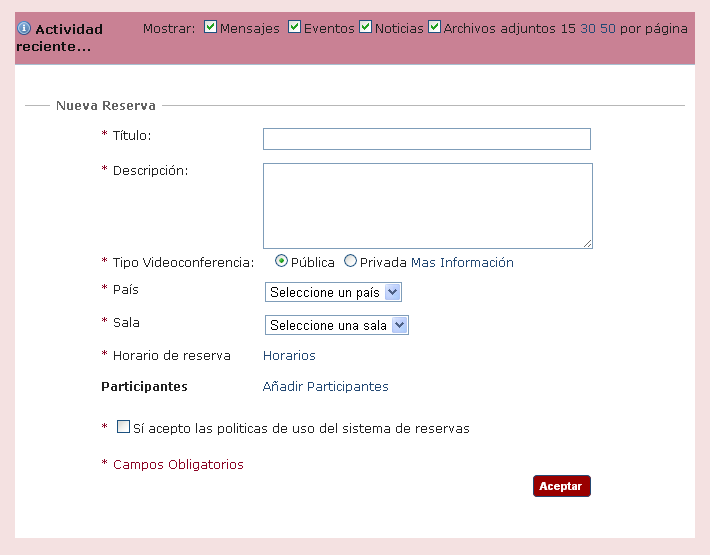 Actividad reciente... Mostrar: Mensajes Eventos Noticias Archivos adjuntos 15 30 50 por página
Nueva Reserva
* Título:
* Descripción:
* Tipo Videoconferencia: Pública Privada Mas Información
* País Seleccione un país
* Sala Seleccione una sala
* Horario de reserva Horarios
Participantes Añadir Participantes
* Sí acepto las politicas de uso del sistema de reservas
* Campos Obligatorios
Aceptar